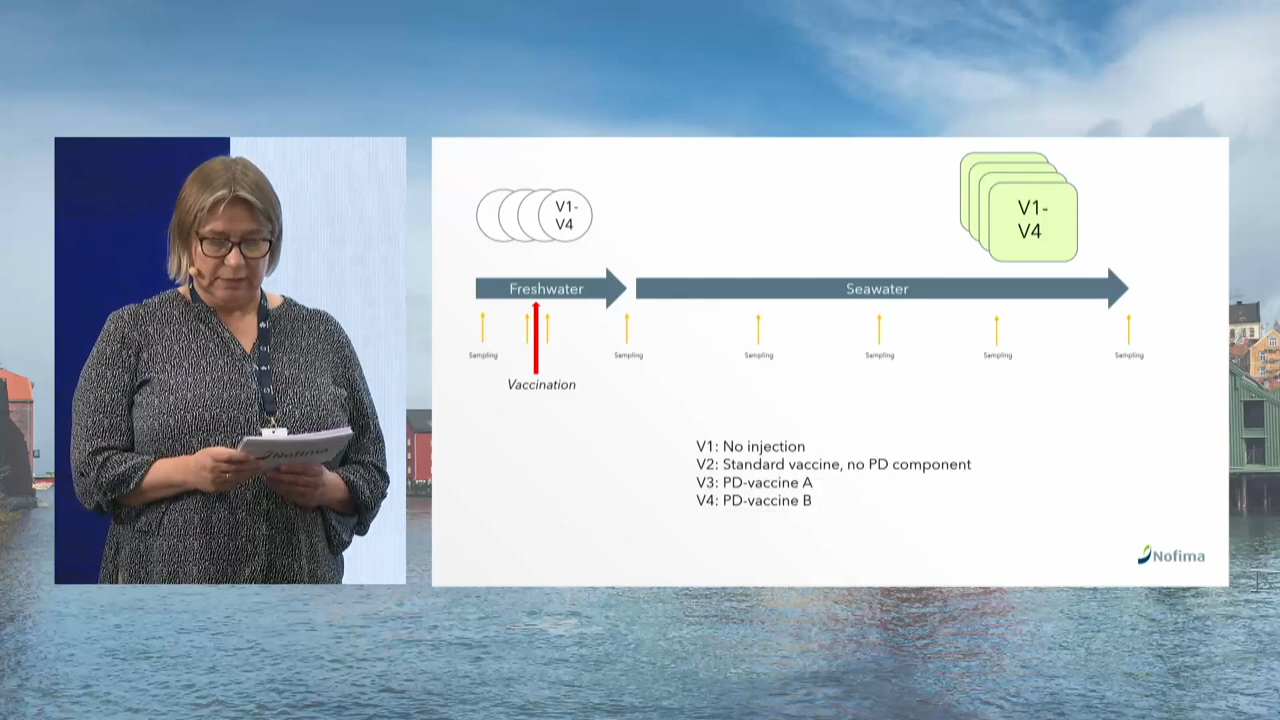 V1-
V4
V1-
V4
Freshwater
Seawater
Sampling
Sampling
Sampling
Sampling
Sampling
Sampling
Vaccination
V1: No injection
V2: Standard vaccine, no PD component
V3: PD-vaccine A
V4: PD-vaccine B
Nofima
Nofima